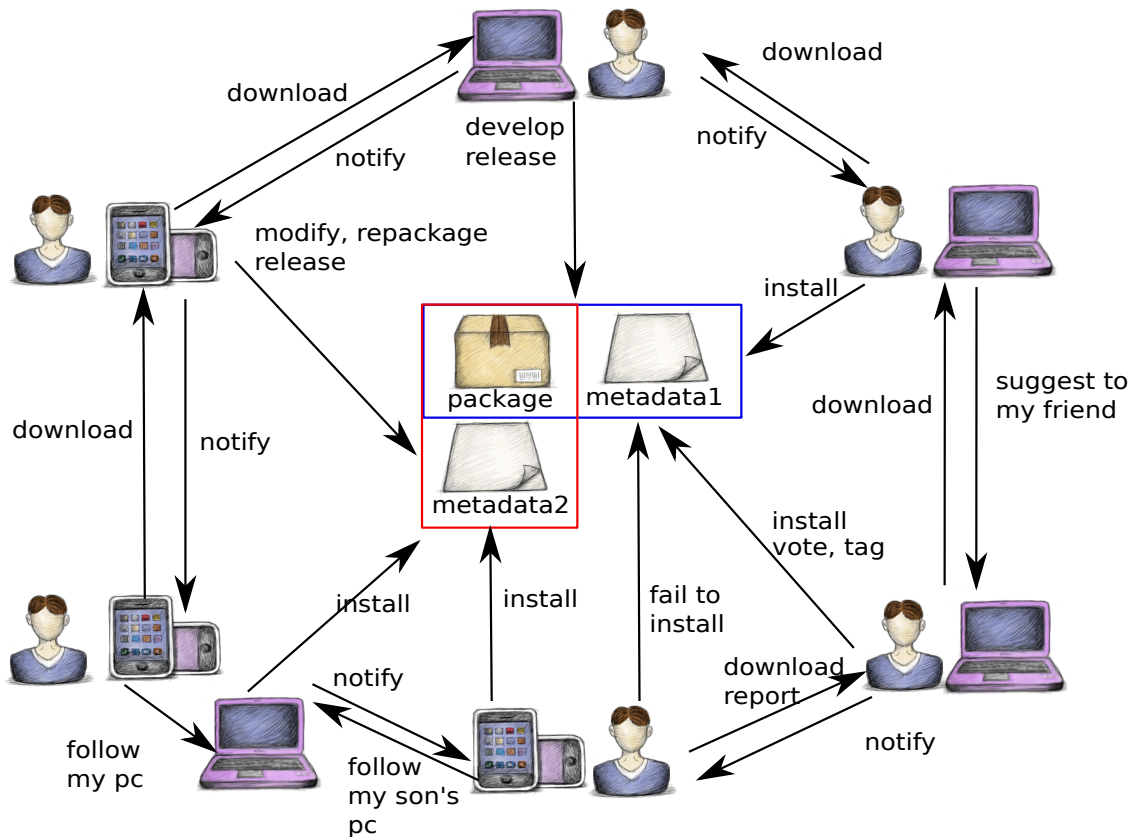 download
download
develop
release
notify
notify
modify, repackage
release
install
package
metadata1
suggest to
my friend
download
download
notify
metadata2
install
vote, tag
install
install
fail to
install
download
report
notify
notify
follow
my pc
follow
my son's
pc